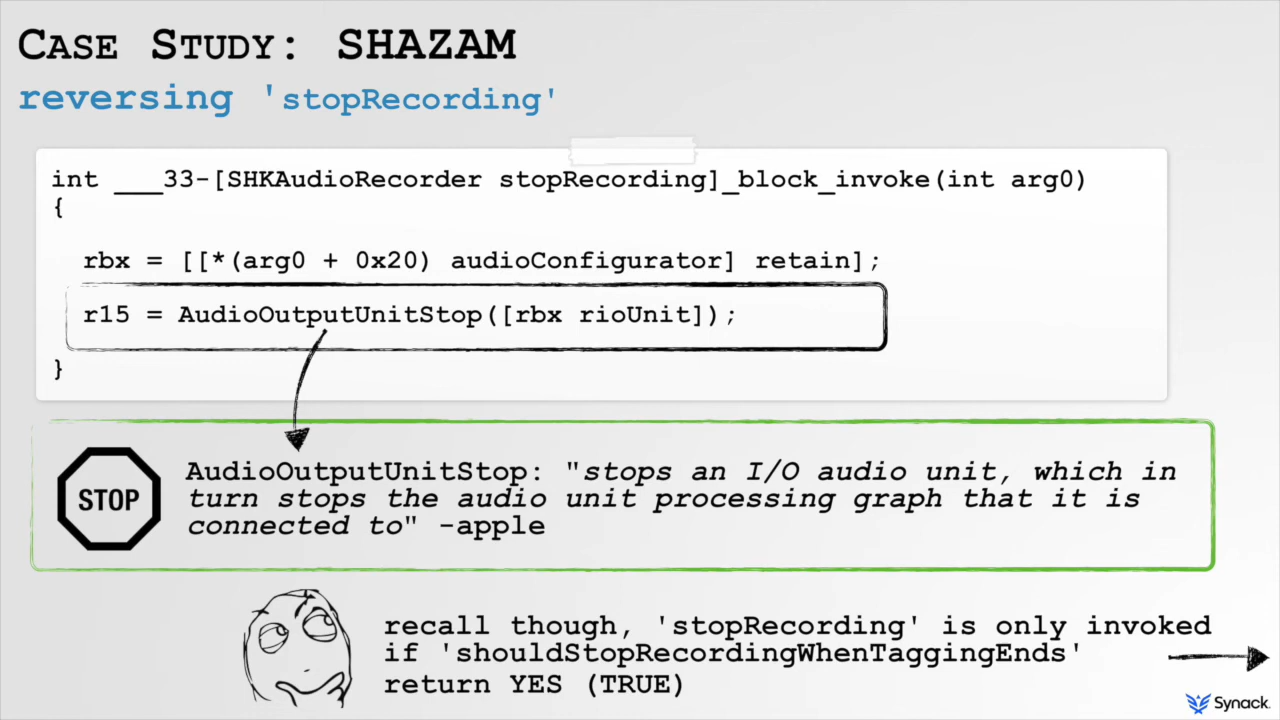 CASE STUDY: SHAZAM
reversing 'stopRecording'
int ___33-[SHKAudioRecorder stopRecording]_block_invoke(int arg0)
{
rbx = [[*(arg0 + 0x20) audioConfigurator] retain];
r15 = AudioOutputUnitStop([rbx rioUnit]);
}
STOP
AudioOutputUnitStop: "stops an I/O audio unit, which in
turn stops the audio unit processing graph that it is
connected to" -apple
recall though, 'stopRecording' is only invoked
if 'shouldStopRecordingWhenTaggingEnds'
return YES (TRUE)
Synack.